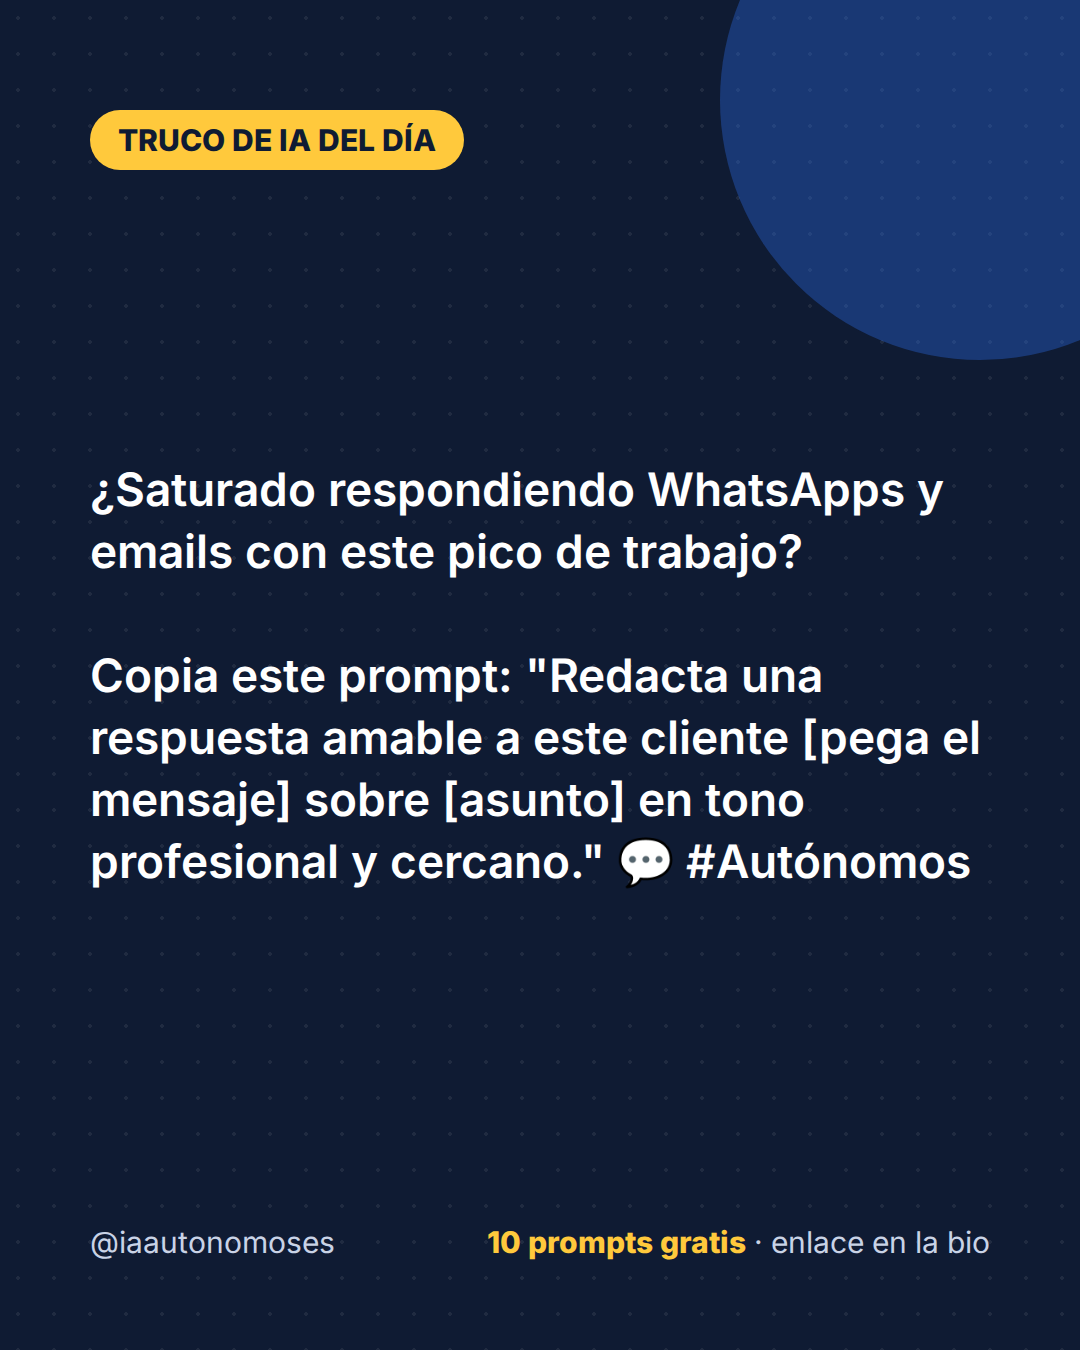 TRUCO DE IA DEL DÍA
¿Saturado respondiendo WhatsApps y
emails con este pico de trabajo?
Copia este prompt: "Redacta una
respuesta amable a este cliente [pega el
mensaje] sobre [asunto] en tono
profesional y cercano." 💬 #Autónomos
@iaautonomoses
10 prompts gratis · enlace en la bio